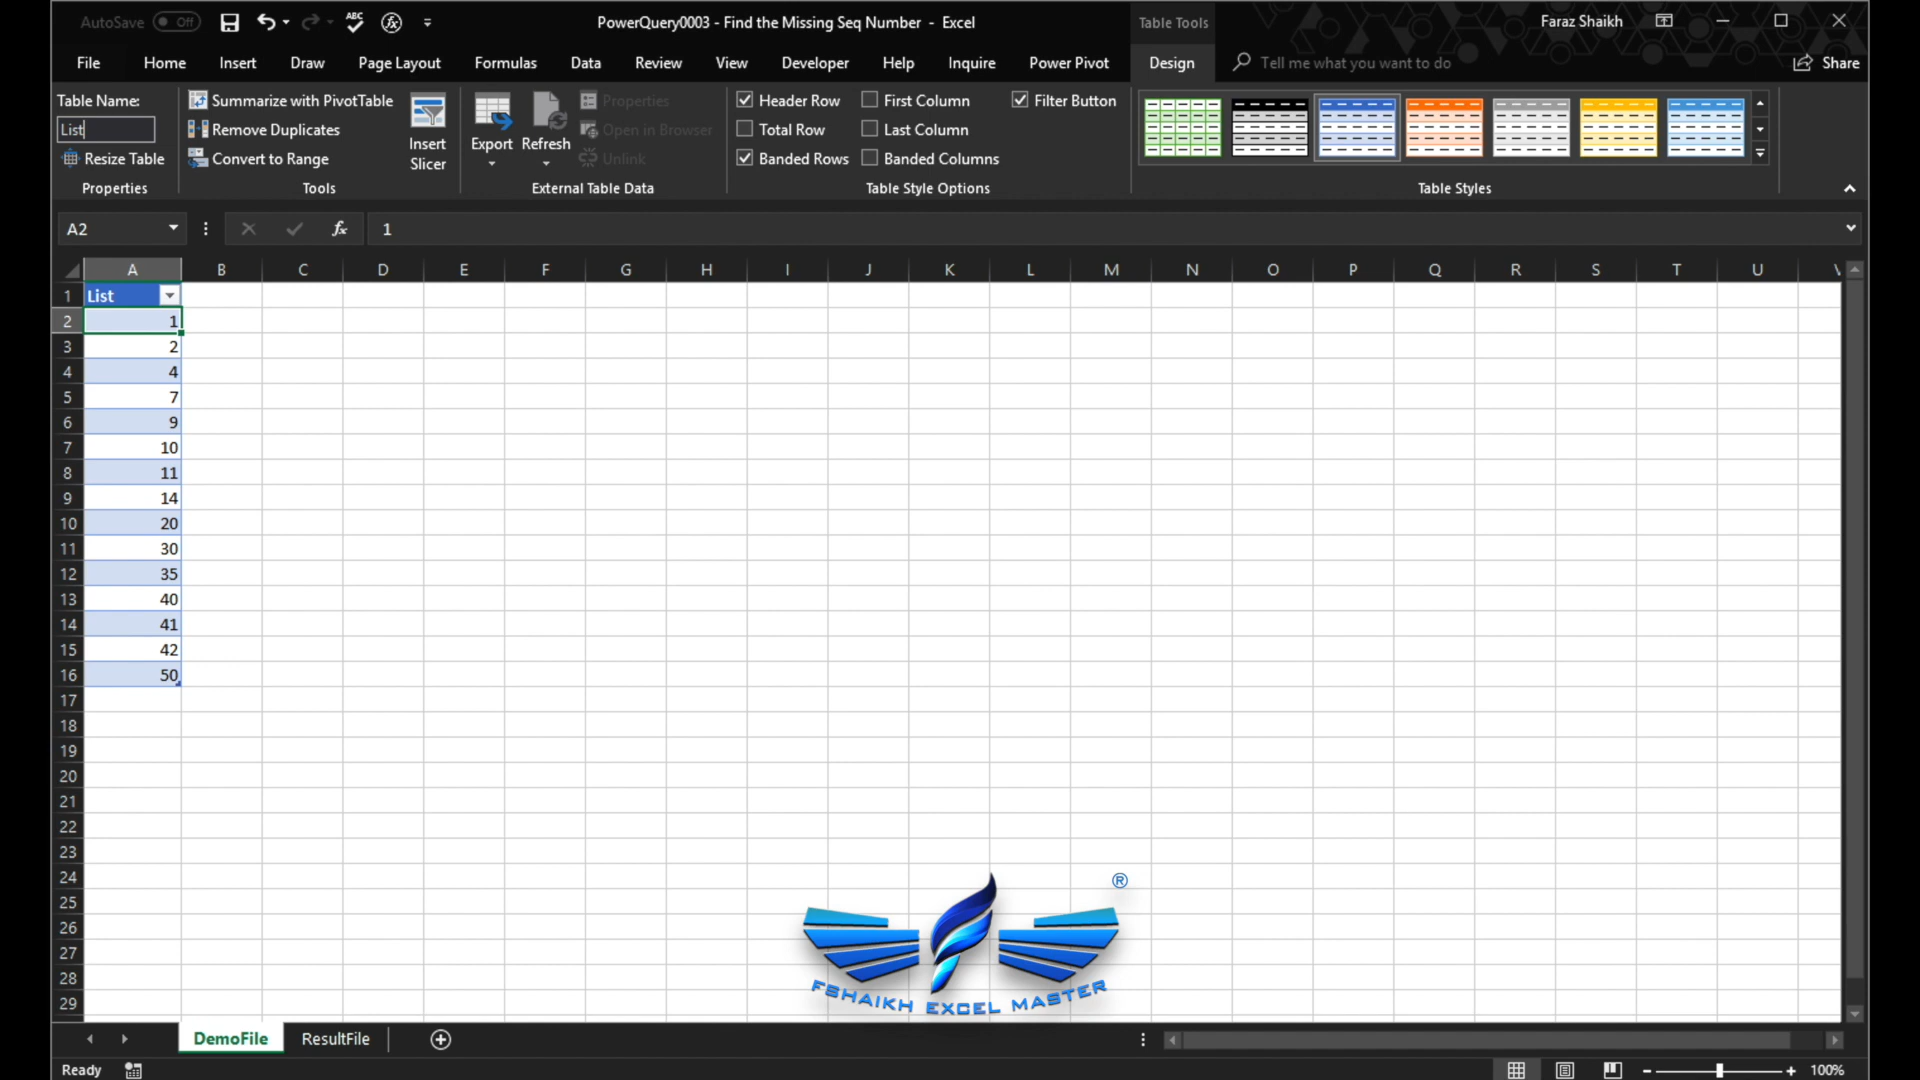 AutoSave Off
PowerQuery0003 - Find the Missing Seq Number - Excel
Table Tools
Faraz Shaikh
File Home Insert Draw Page Layout Formulas Data Review View Developer Help Inquire Power Pivot Design Tell me what you want to do Share
Table Name:
List
Resize Table
Properties
Summarize with PivotTable
Remove Duplicates
Convert to Range
Tools
Insert
Slicer
Export
Refresh
Properties
Open in Browser
Unlink
External Table Data
Header Row
Total Row
Banded Rows
First Column
Last Column
Banded Columns
Filter Button
Table Style Options
Table Styles
A2 fx 1
A B C D E F G H I J K L M N O P Q R S T U V
1 List
2 1
3 2
4 4
5 7
6 9
7 10
8 11
9 14
10 20
11 30
12 35
13 40
14 41
15 42
16 50
17
18
19
20
21
22
23
24
25
26
27
28
29
®
FSHAIKH EXCEL MASTER
DemoFile ResultFile
Ready
100%